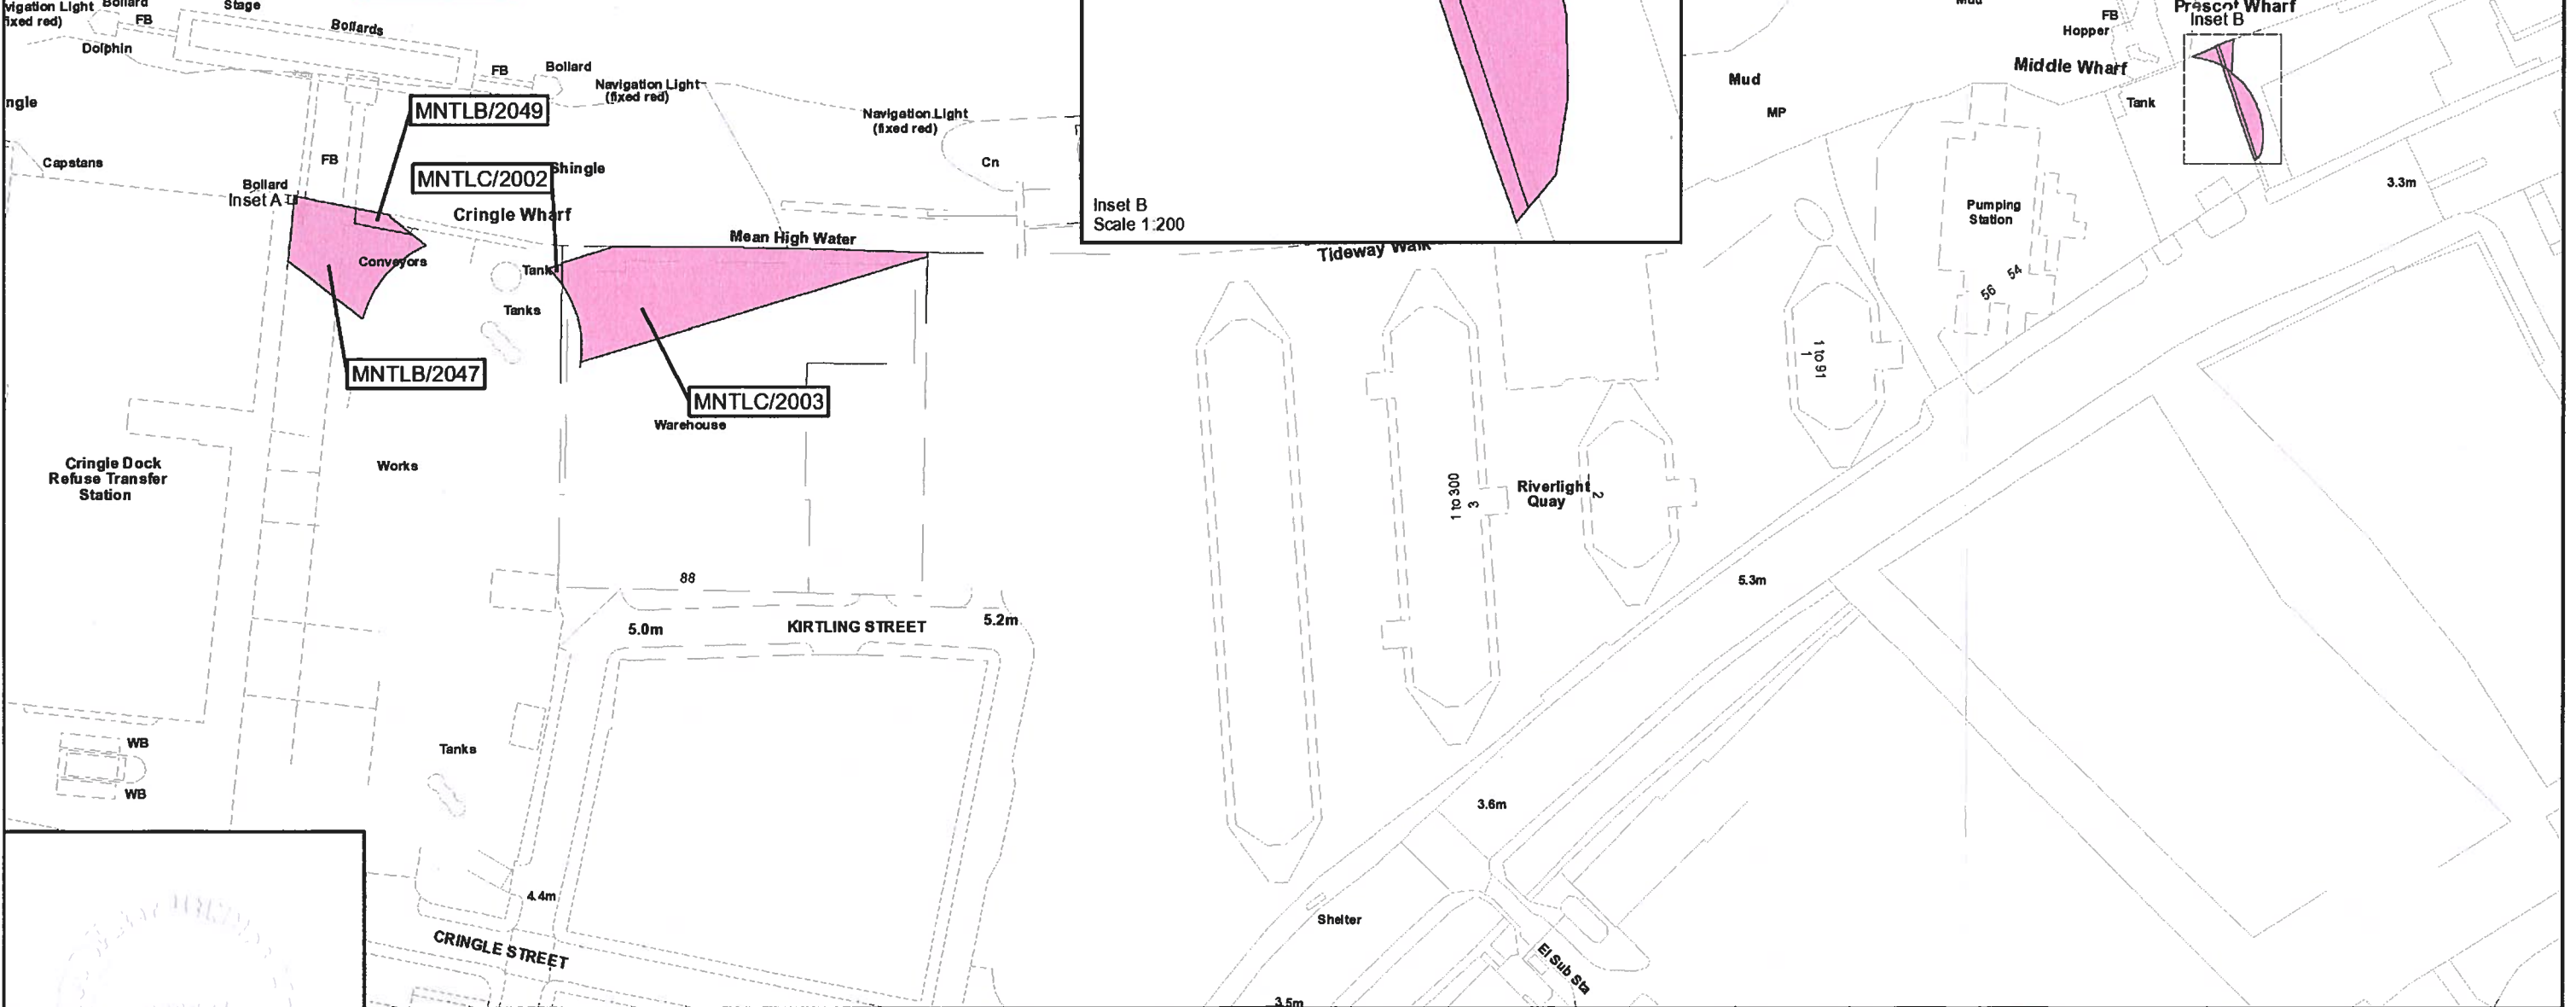 vigation Light
(fixed red)
Bollard
FB
Stage
Bollards
Dolphin
FB
Bollard
Navigation Light
(fixed red)
Navigation Light
(fixed red)
ngle
MNTLB/2049
Capstans
FB
MNTLC/2002
Shingle
Cn
Bollard
Inset A
Cringle Wharf
Mean High Water
Conveyors
Tank
Tanks
MNTLB/2047
MNTLC/2003
Warehouse
Cringle Dock
Refuse Transfer
Station
Works
88
5.0m
KIRTLING STREET
5.2m
WB
WB
Tanks
4.4m
CRINGLE STREET
Inset B
Scale 1:200
Tideway Walk
Mud
Mud
MP
FB
Hopper
Middle Wharf
Tank
Prescot Wharf
Inset B
3.3m
Pumping
Station
54
56
1 to 91
1
1 to 300
3
Riverlight
Quay
2
5.3m
3.6m
Shelter
El Sub Sta
3.5m